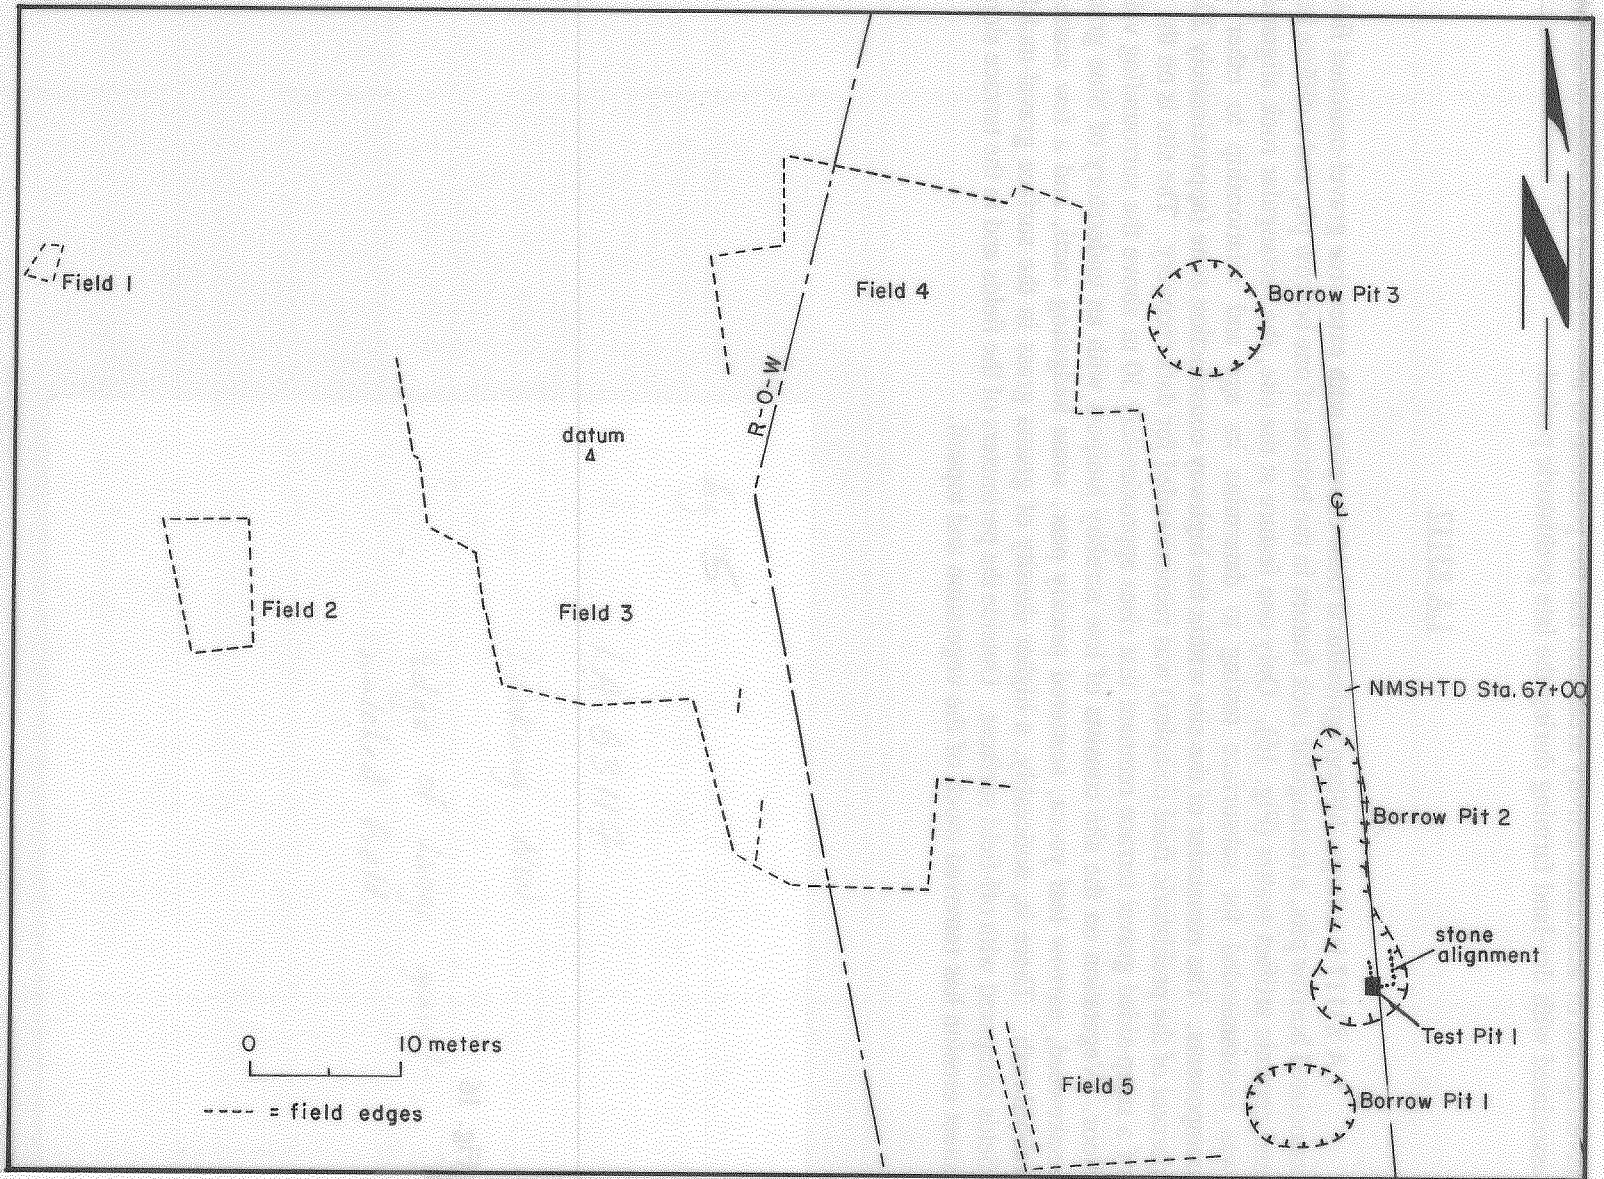 Field 1
Field 4
Borrow Pit 3
R-O-W
datum
℄
Field 2
Field 3
NMSHTD Sta. 67+00
Borrow Pit 2
stone
alignment
Test Pit 1
0 10 meters
Field 5
Borrow Pit 1
= field edges
N